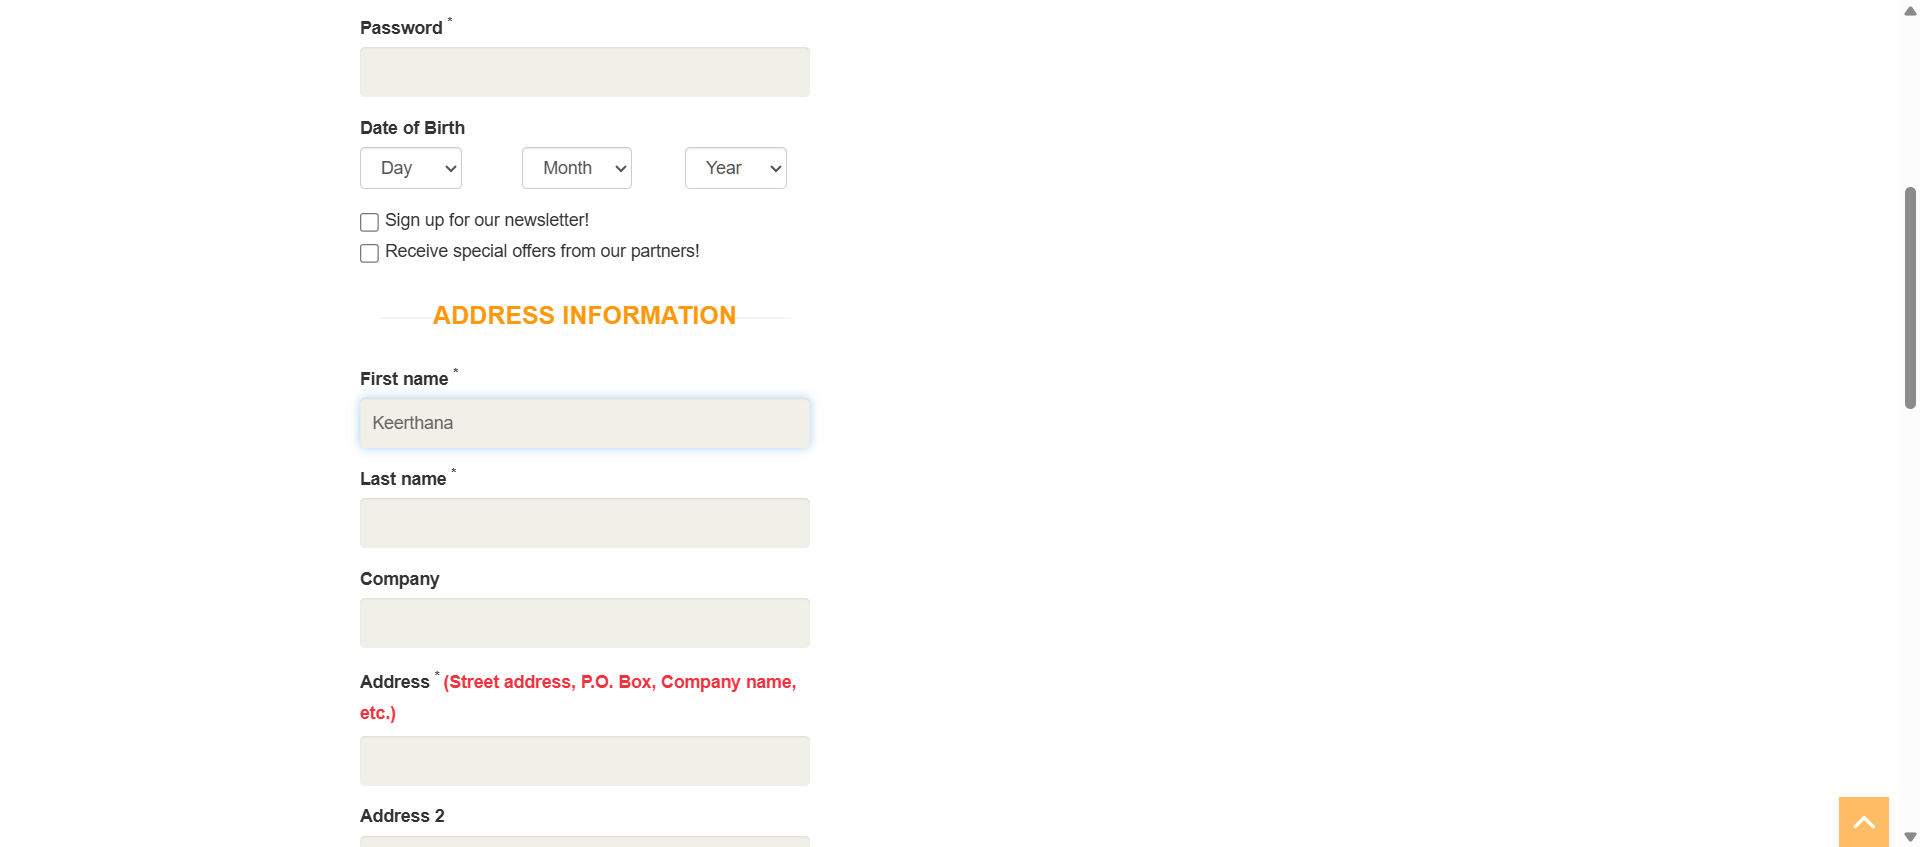 Password *
Date of Birth
Day Month Year
Sign up for our newsletter!
Receive special offers from our partners!
ADDRESS INFORMATION
First name *
Keerthana
Last name *
Company
Address * (Street address, P.O. Box, Company name,
etc.)
Address 2